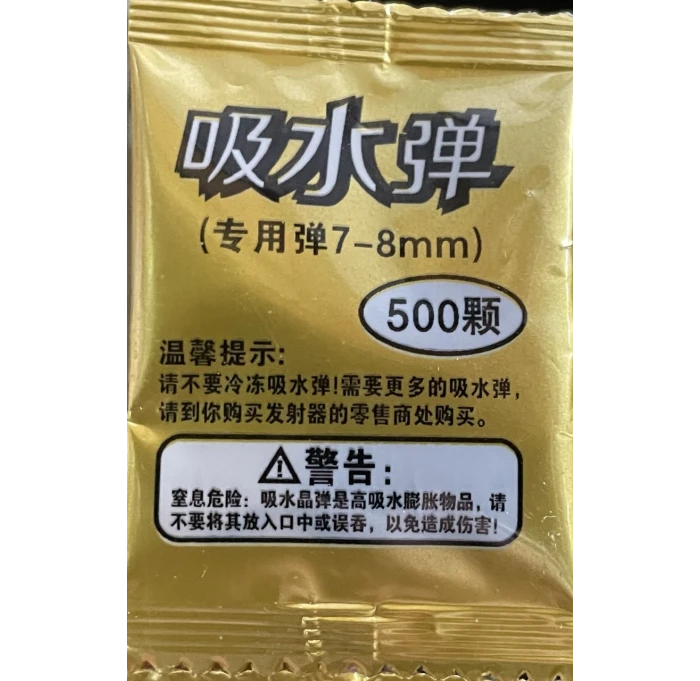 吸水弹
(专用弹7-8mm)
500颗
温馨提示:
请不要冷冻吸水弹!需要更多的吸水弹,
请到你购买发射器的零售商处购买。
警告:
窒息危险: 吸水晶弹是高吸水膨胀物品, 请
不要将其放入口中或误吞, 以免造成伤害!